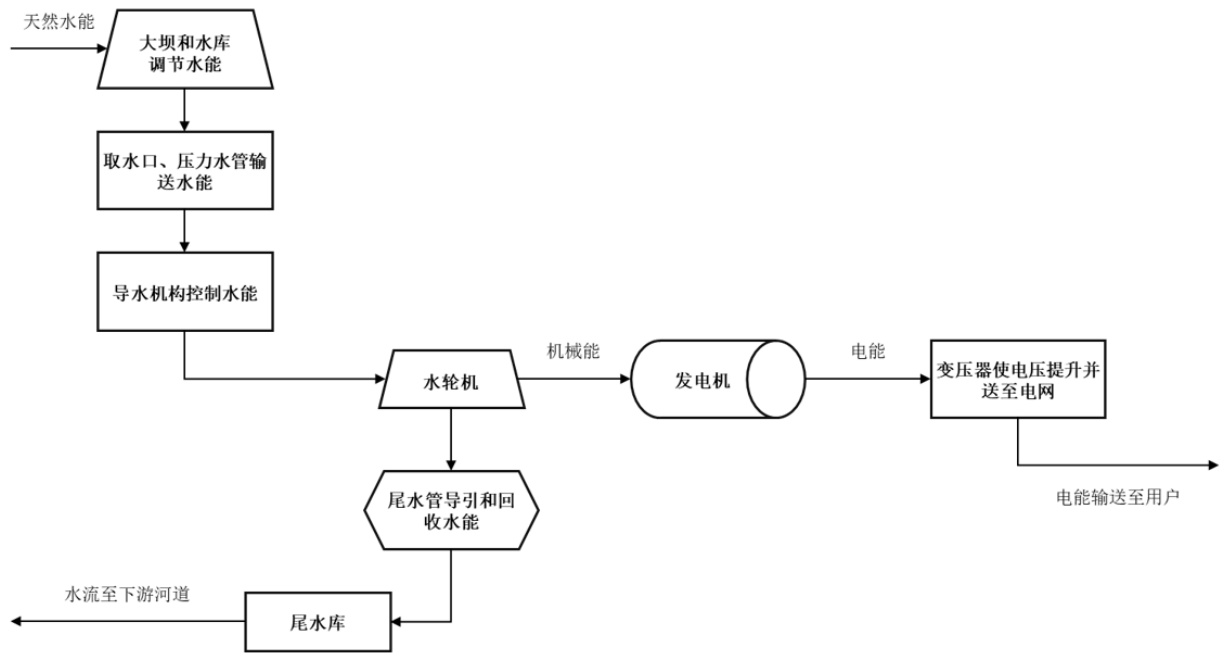 天然水能
大坝和水库
调节水能
取水口、压力水管输
送水能
导水机构控制水能
水轮机
机械能
发电机
电能
变压器使电压提升并
送至电网
电能输送至用户
尾水管导引和回
收水能
尾水库
水流至下游河道